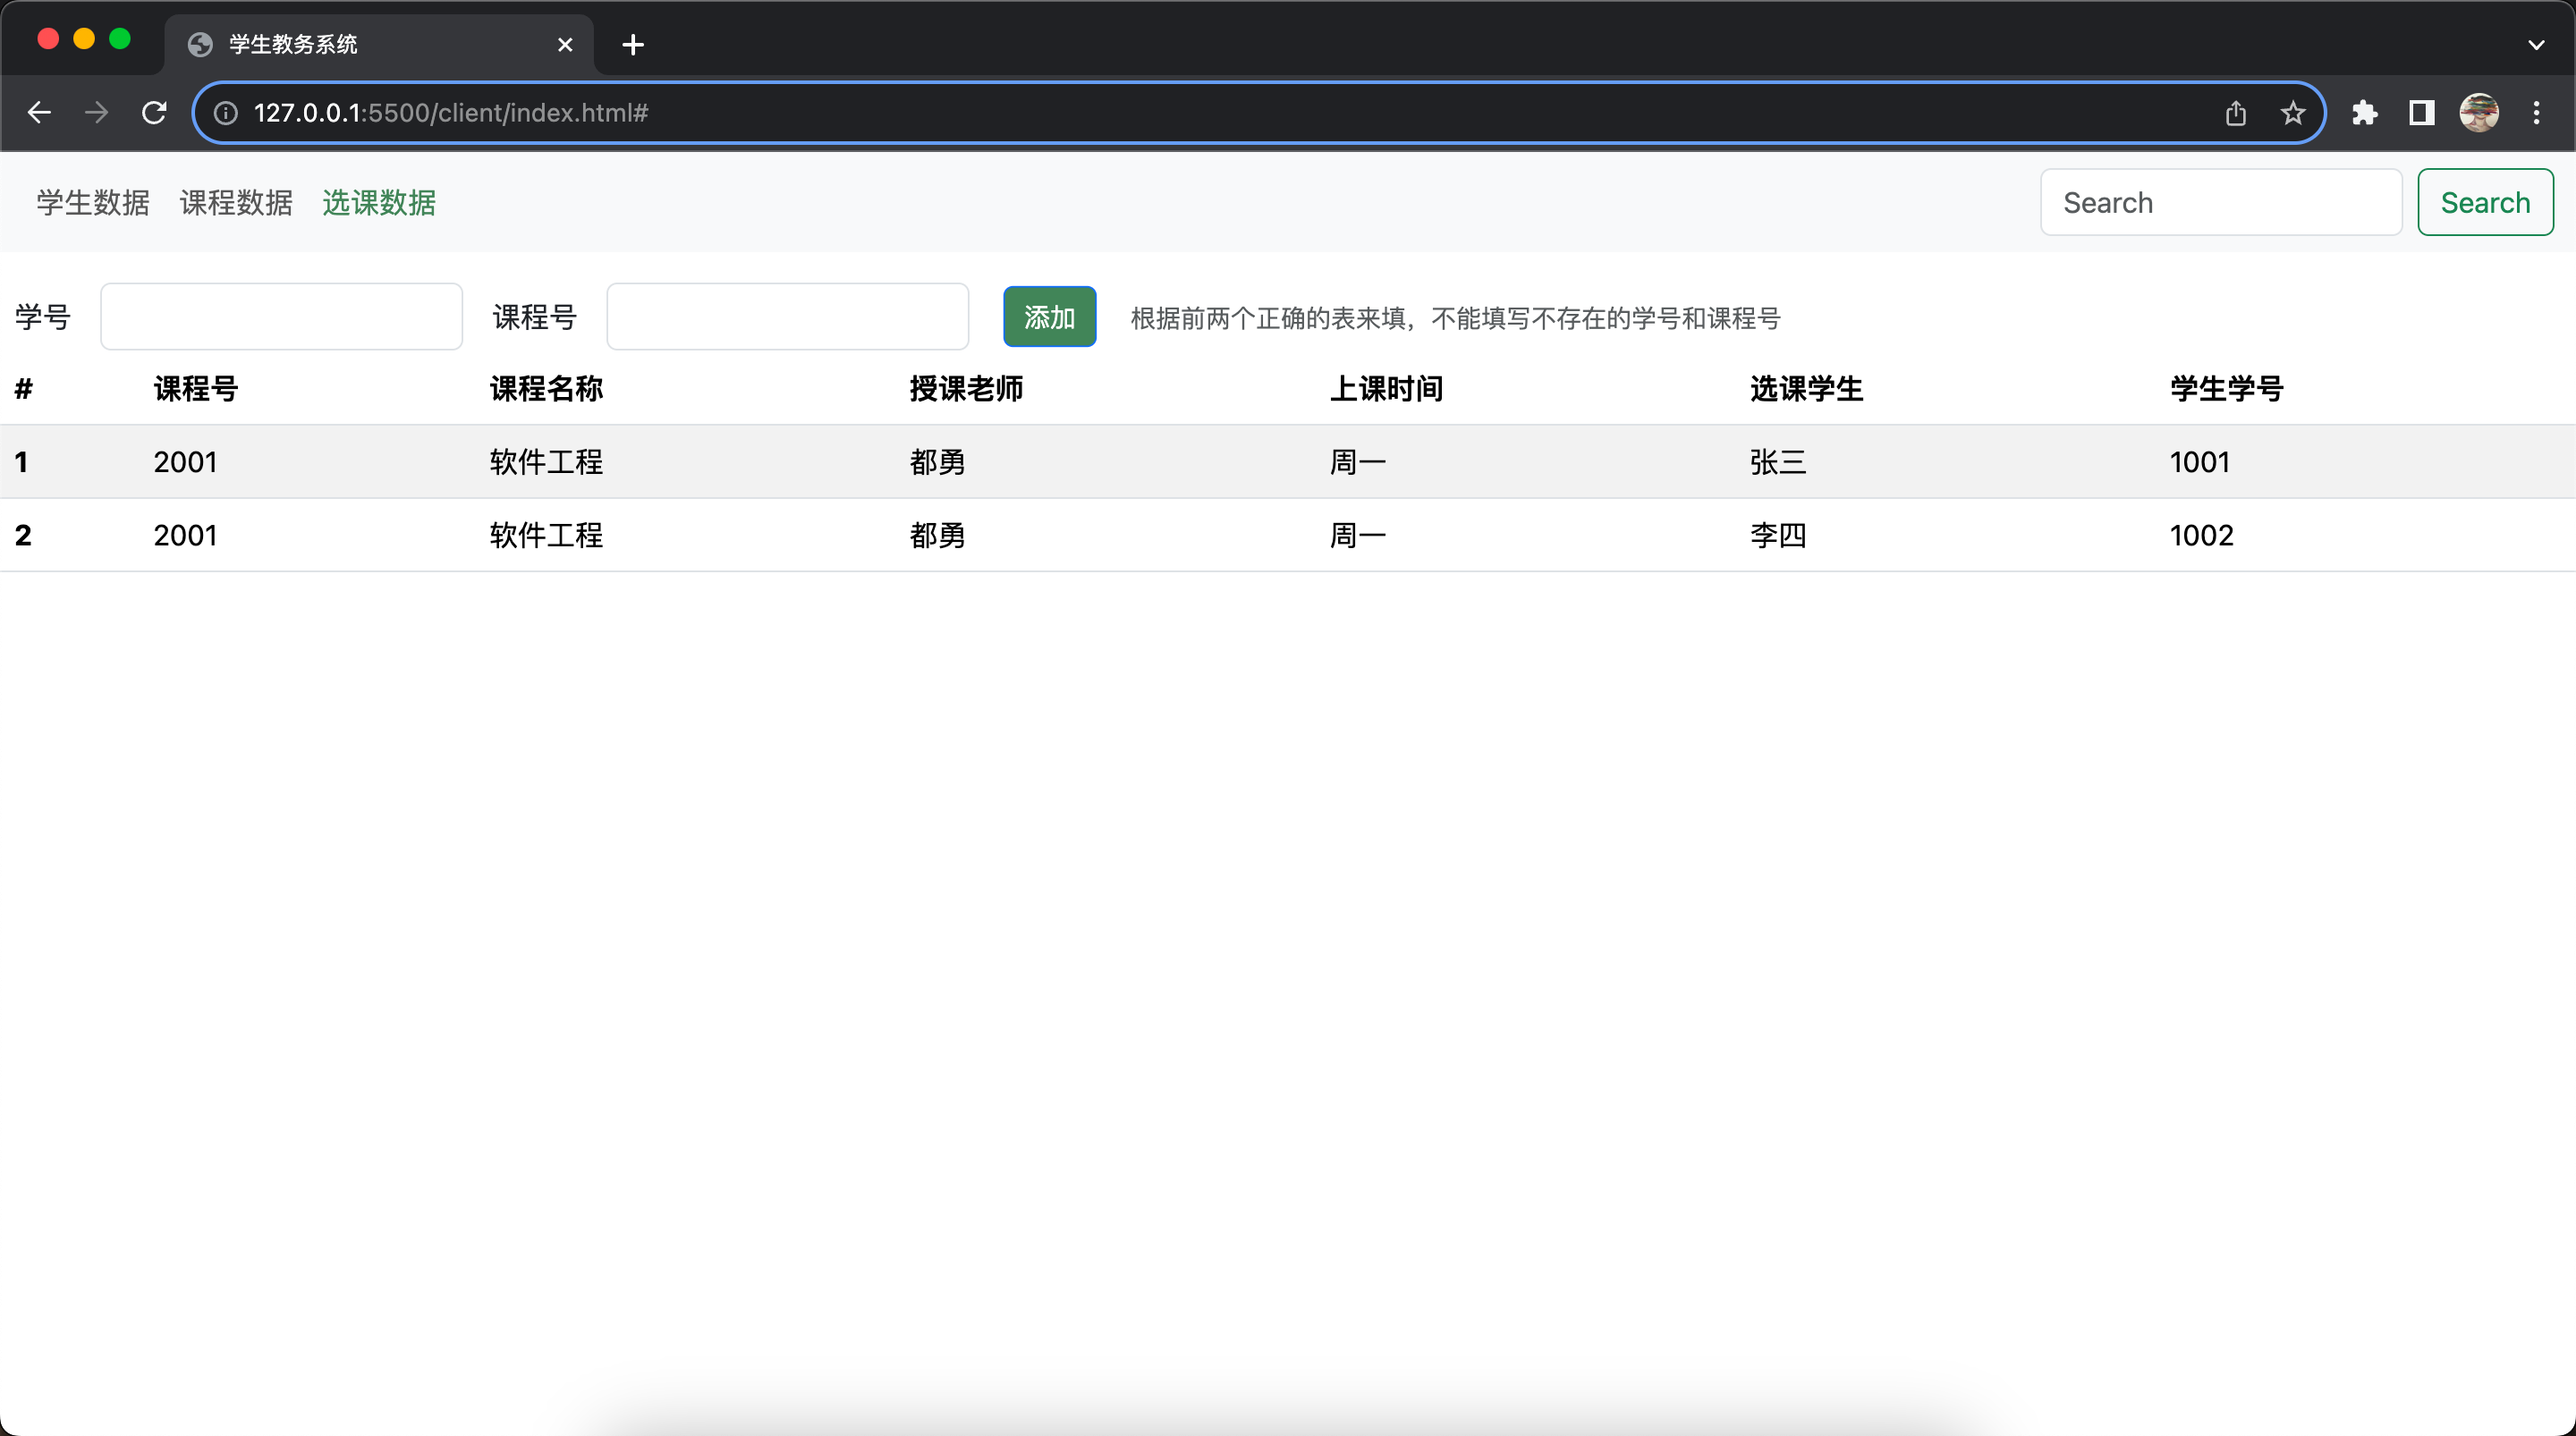 学生教务系统
127.0.0.1:5500/client/index.html#
学生数据 课程数据 选课数据 Search Search
学号 课程号 添加 根据前两个正确的表来填，不能填写不存在的学号和课程号
# 课程号 课程名称 授课老师 上课时间 选课学生 学生学号
1 2001 软件工程 都勇 周一 张三 1001
2 2001 软件工程 都勇 周一 李四 1002